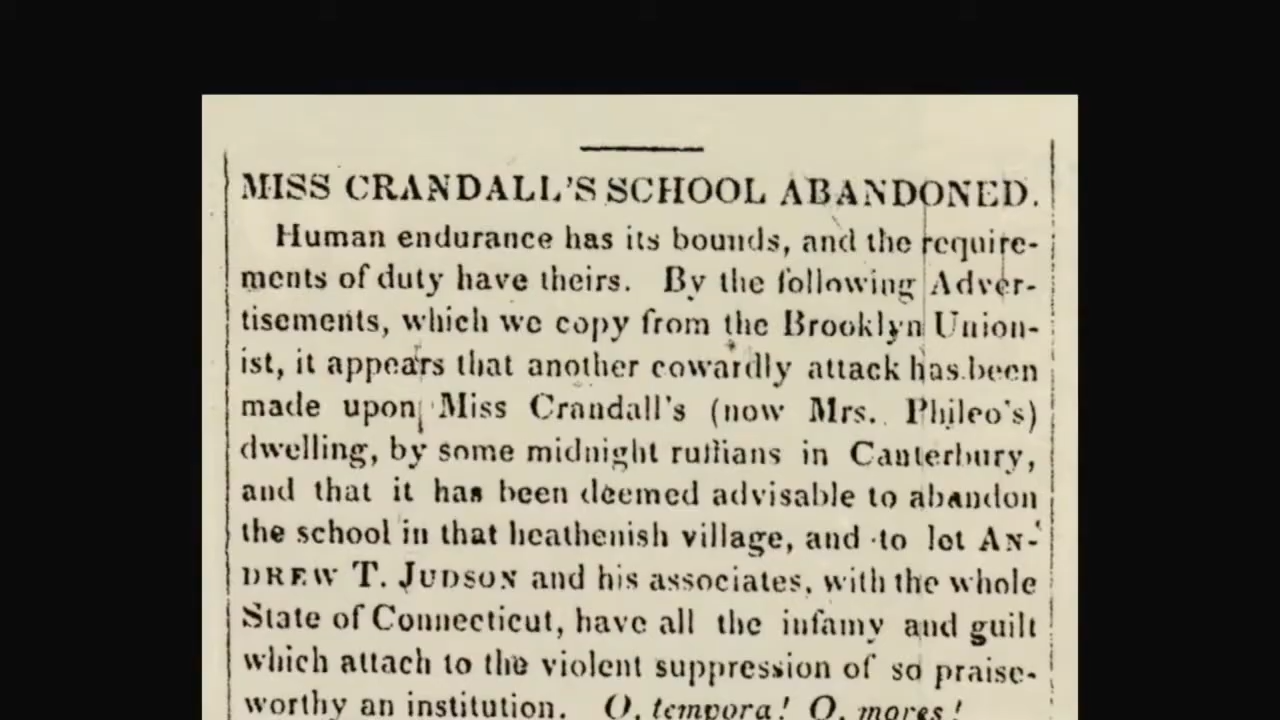 MISS CRANDALL'S SCHOOL ABANDONED.
Human endurance has its bounds, and the require-
ments of duty have theirs. By the following Adver-
tisements, which we copy from the Brooklyn Union-
ist, it appears that another cowardly attack has been
made upon Miss Crandall's (now Mrs. Phileo's)
dwelling, by some midnight ruffians in Canterbury,
and that it has been deemed advisable to abandon
the school in that heathenish village, and to let AN-
DREW T. JUDSON and his associates, with the whole
State of Connecticut, have all the infamy and guilt
which attach to the violent suppression of so praise-
worthy an institution. O, tempora! O, mores!